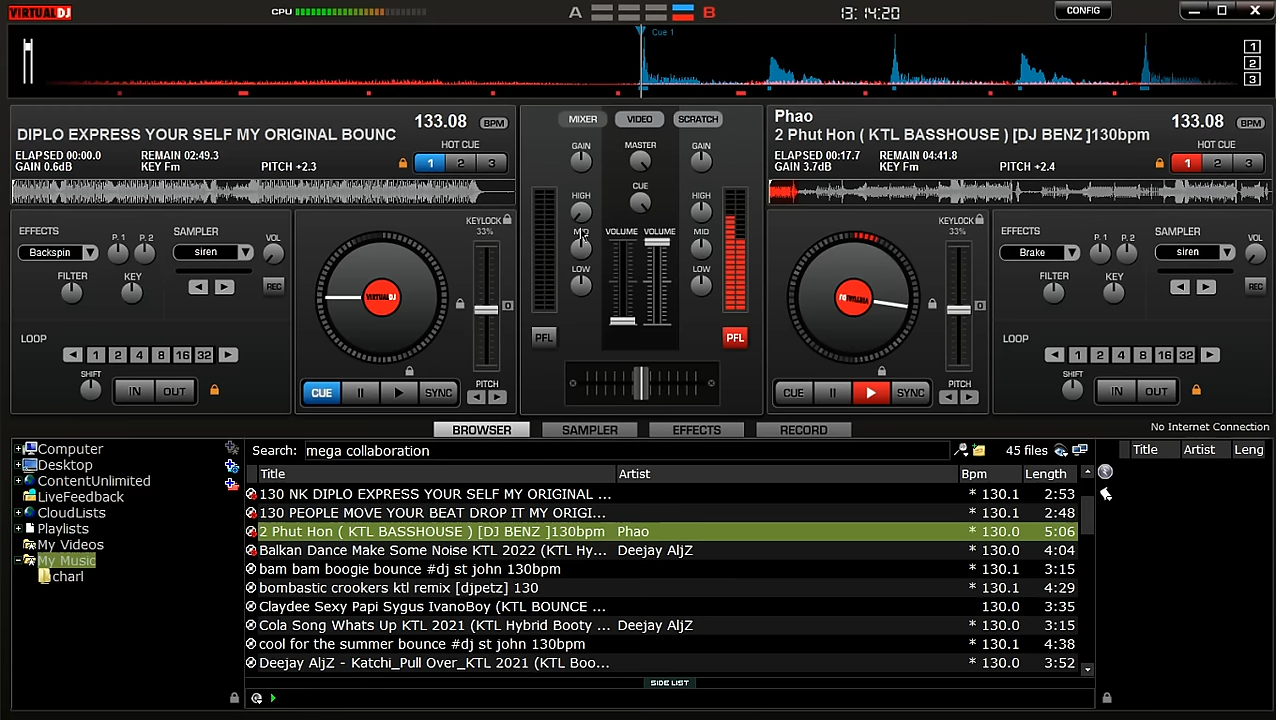 VIRTUALDJ
CPU
A
B
13:14:20
CONFIG
Cue 1
1
2
3
DIPLO EXPRESS YOUR SELF MY ORIGINAL BOUNC
133.08 BPM
HOT CUE
ELAPSED 00:00.0 REMAIN 02:49.3
GAIN 0.6dB KEY Fm PITCH +2.3
1 2 3
MIXER VIDEO SCRATCH
GAIN MASTER GAIN
HIGH CUE HIGH
MID VOLUME VOLUME MID
LOW LOW
PFL PFL
Phao
2 Phut Hon ( KTL BASSHOUSE ) [DJ BENZ ]130bpm
133.08 BPM
HOT CUE
ELAPSED 00:17.7 REMAIN 04:41.8
GAIN 3.7dB KEY Fm PITCH +2.4
1 2 3
EFFECTS P. 1 P. 2 SAMPLER VOL
Backspin siren
FILTER KEY REC
LOOP
1 2 4 8 16 32
SHIFT IN OUT
KEYLOCK
33%
VIRTUALDJ
0
CUE SYNC PITCH
KEYLOCK
33%
VIRTUALDJ
0
CUE SYNC PITCH
EFFECTS P. 1 P. 2 SAMPLER VOL
Brake siren
FILTER KEY REC
LOOP
1 2 4 8 16 32
SHIFT IN OUT
BROWSER SAMPLER EFFECTS RECORD
No Internet Connection
Computer
Desktop
ContentUnlimited
LiveFeedback
CloudLists
Playlists
My Videos
My Music
charl
Search: mega collaboration 45 files
Title Artist Bpm Length
130 NK DIPLO EXPRESS YOUR SELF MY ORIGINAL ... * 130.1 2:53
130 PEOPLE MOVE YOUR BEAT DROP IT MY ORIGI... * 130.1 2:48
2 Phut Hon ( KTL BASSHOUSE ) [DJ BENZ ]130bpm Phao * 130.0 5:06
Balkan Dance Make Some Noise KTL 2022 (KTL Hy... Deejay AljZ * 130.0 4:04
bam bam boogie bounce #dj st john 130bpm * 130.1 3:15
bombastic crookers ktl remix [djpetz] 130 * 130.1 4:29
Claydee Sexy Papi Sygus IvanoBoy (KTL BOUNCE ... 130.0 3:35
Cola Song Whats Up KTL 2021 (KTL Hybrid Booty ... Deejay AljZ * 130.0 3:15
cool for the summer bounce #dj st john 130bpm * 130.1 4:38
Deejay AljZ - Katchi_Pull Over_KTL 2021 (KTL Boo... * 130.0 3:52
SIDE LIST
Title Artist Leng